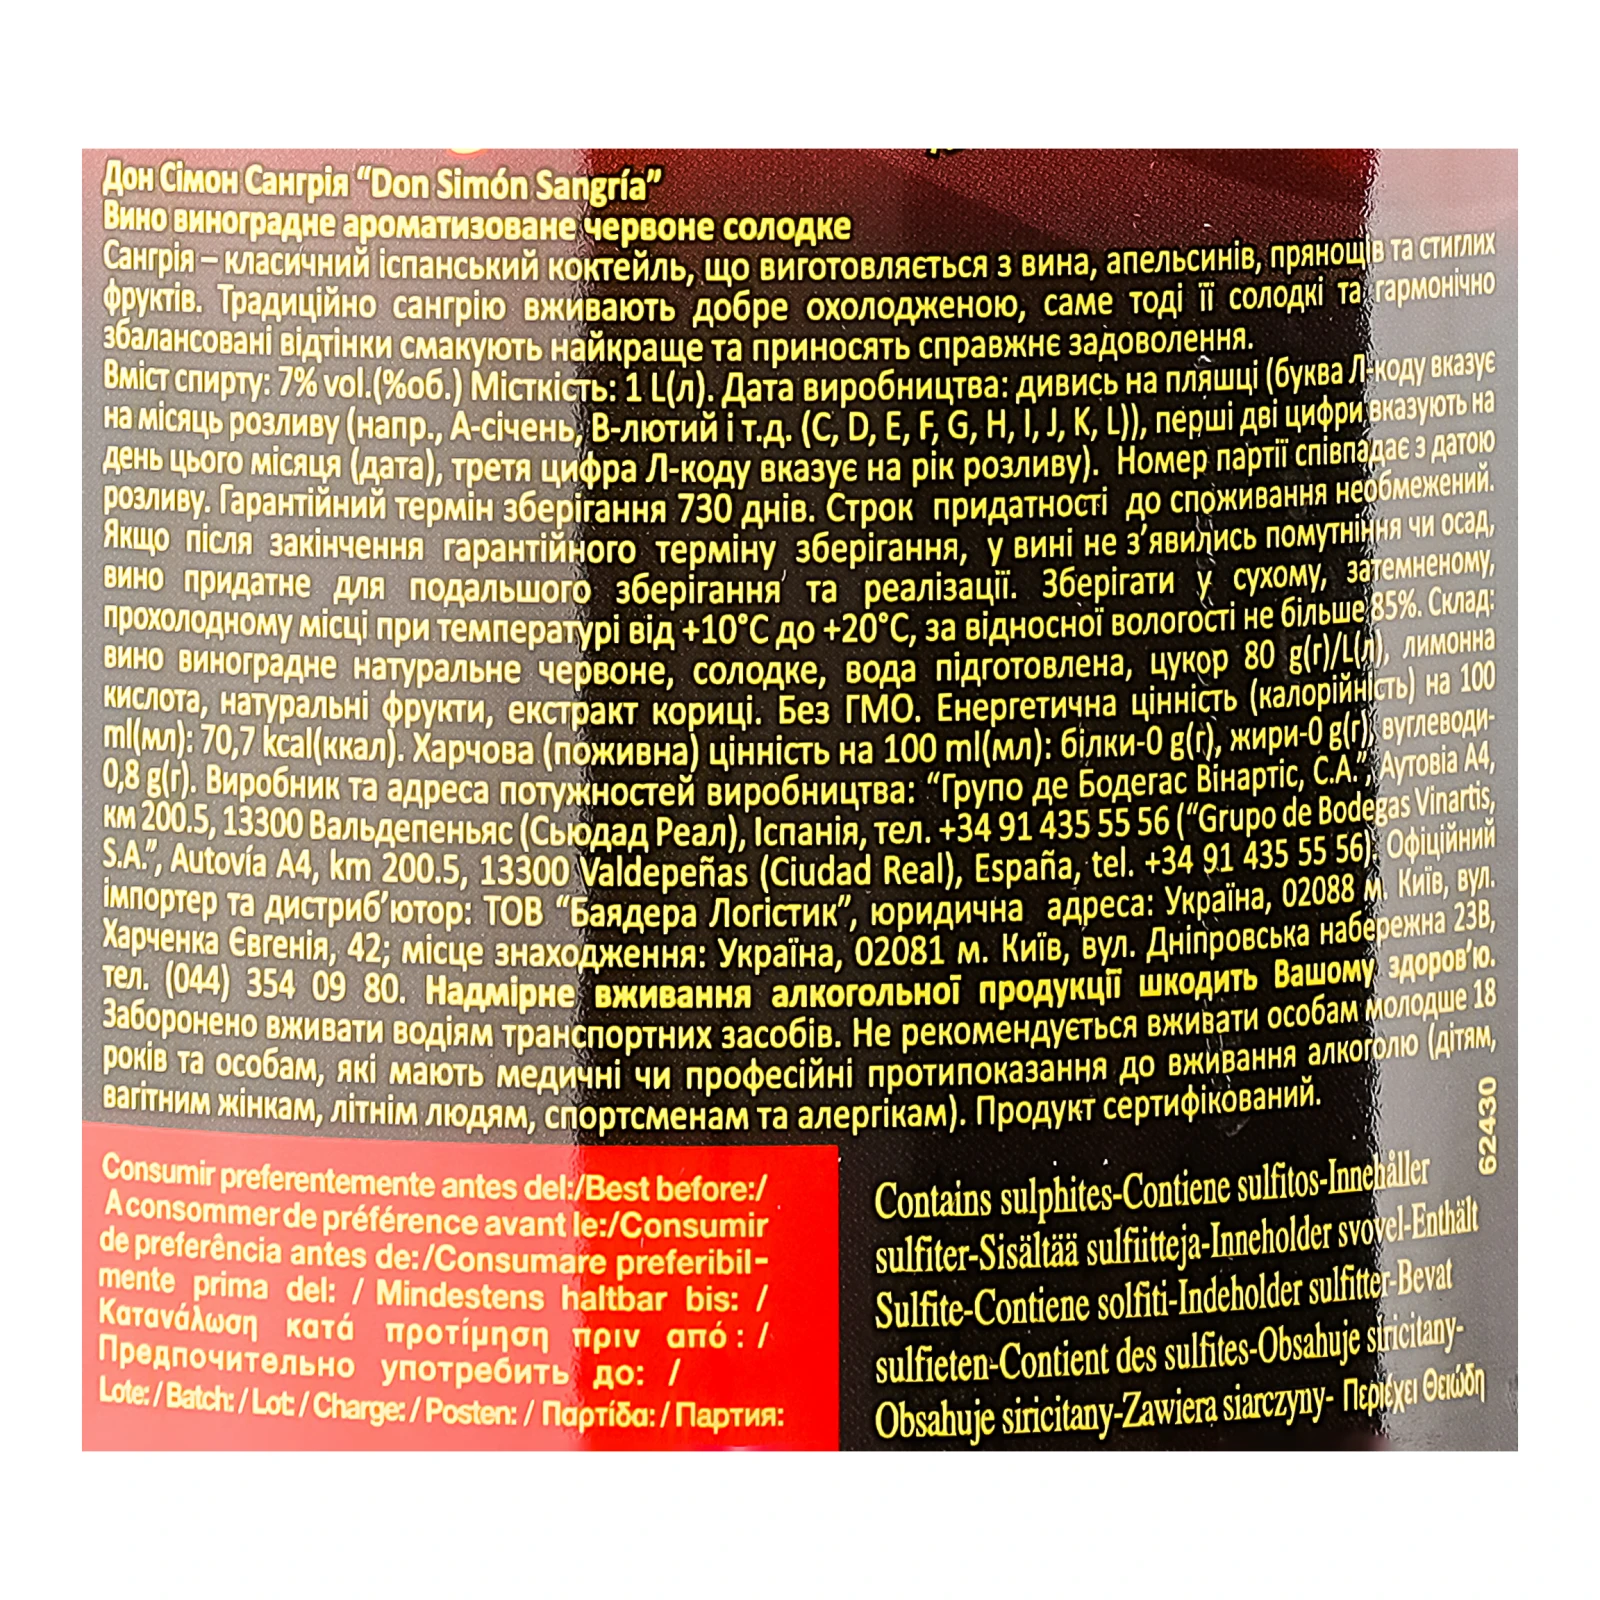 Дон Сімон Сангрія “Don Simón Sangría”
Вино виноградне ароматизоване червоне солодке
Сангрія – класичний іспанський коктейль, що виготовляється з вина, апельсинів, прянощів та стиглих
фруктів. Традиційно сангрію вживають добре охолодженою, саме тоді її солодкі та гармонічно
збалансовані відтінки смакують найкраще та приносять справжнє задоволення.
Вміст спирту: 7% vol.(%об.) Місткість: 1 L(л). Дата виробництва: дивись на пляшці (буква Л-коду вказує
на місяць розливу (напр., А-січень, В-лютий і т.д. (C, D, E, F, G, H, I, J, K, L)), перші дві цифри вказують на
день цього місяця (дата), третя цифра Л-коду вказує на рік розливу). Номер партії співпадає з датою
розливу. Гарантійний термін зберігання 730 днів. Строк придатності до споживання необмежений.
Якщо після закінчення гарантійного терміну зберігання, у вині не з’явились помутніння чи осад,
вино придатне для подальшого зберігання та реалізації. Зберігати у сухому, затемненому,
прохолодному місці при температурі від +10°С до +20°С, за відносної вологості не більше 85%. Склад:
вино виноградне натуральне червоне, солодке, вода підготовлена, цукор 80 g(г)/L(л), лимонна
кислота, натуральні фрукти, екстракт кориці. Без ГМО. Енергетична цінність (калорійність) на 100
ml(мл): 70,7 kcal(ккал). Харчова (поживна) цінність на 100 ml(мл): білки-0 g(г), жири-0 g(г), вуглеводи-
0,8 g(г). Виробник та адреса потужностей виробництва: “Групо де Бодегас Вінартіс, С.А.”, Аутовіа А4,
км 200.5, 13300 Вальдепеньяс (Сьюдад Реал), Іспанія, тел. +34 91 435 55 56 (“Grupo de Bodegas Vinartis,
S.A.”, Autovía A4, km 200.5, 13300 Valdepeñas (Ciudad Real), España, tel. +34 91 435 55 56). Офіційний
імпортер та дистриб’ютор: ТОВ “Баядера Логістик”, юридична адреса: Україна, 02088 м. Київ, вул.
Харченка Євгенія, 42; місце знаходження: Україна, 02081 м. Київ, вул. Дніпровська набережна 23В,
тел. (044) 354 09 80. Надмірне вживання алкогольної продукції шкодить Вашому здоров’ю.
Заборонено вживати водіям транспортних засобів. Не рекомендується вживати особам молодше 18
років та особам, які мають медичні чи професійні протипоказання до вживання алкоголю (дітям,
вагітним жінкам, літнім людям, спортсменам та алергікам). Продукт сертифікований.
62430
Consumir preferentemente antes del:/Best before:/
A consommer de préférence avant le:/Consumir
de preferência antes de:/Consumare preferibil-
mente prima del: / Mindestens haltbar bis: /
Κατανάλωση κατά προτίμηση πριν από : /
Предпочительно употребить до: /
Lote: / Batch: / Lot: / Charge: / Posten: / Παρτίδα: / Партия:
Contains sulphites-Contiene sulfitos-Innehåller
sulfiter-Sisältää sulfiitteja-Inneholder svovel-Enthält
Sulfite-Contiene solfiti-Indeholder sulfitter-Bevat
sulfieten-Contient des sulfites-Obsahuje siricitany-
Obsahuje siricitany-Zawiera siarczyny- Περιέχει Θειώδη